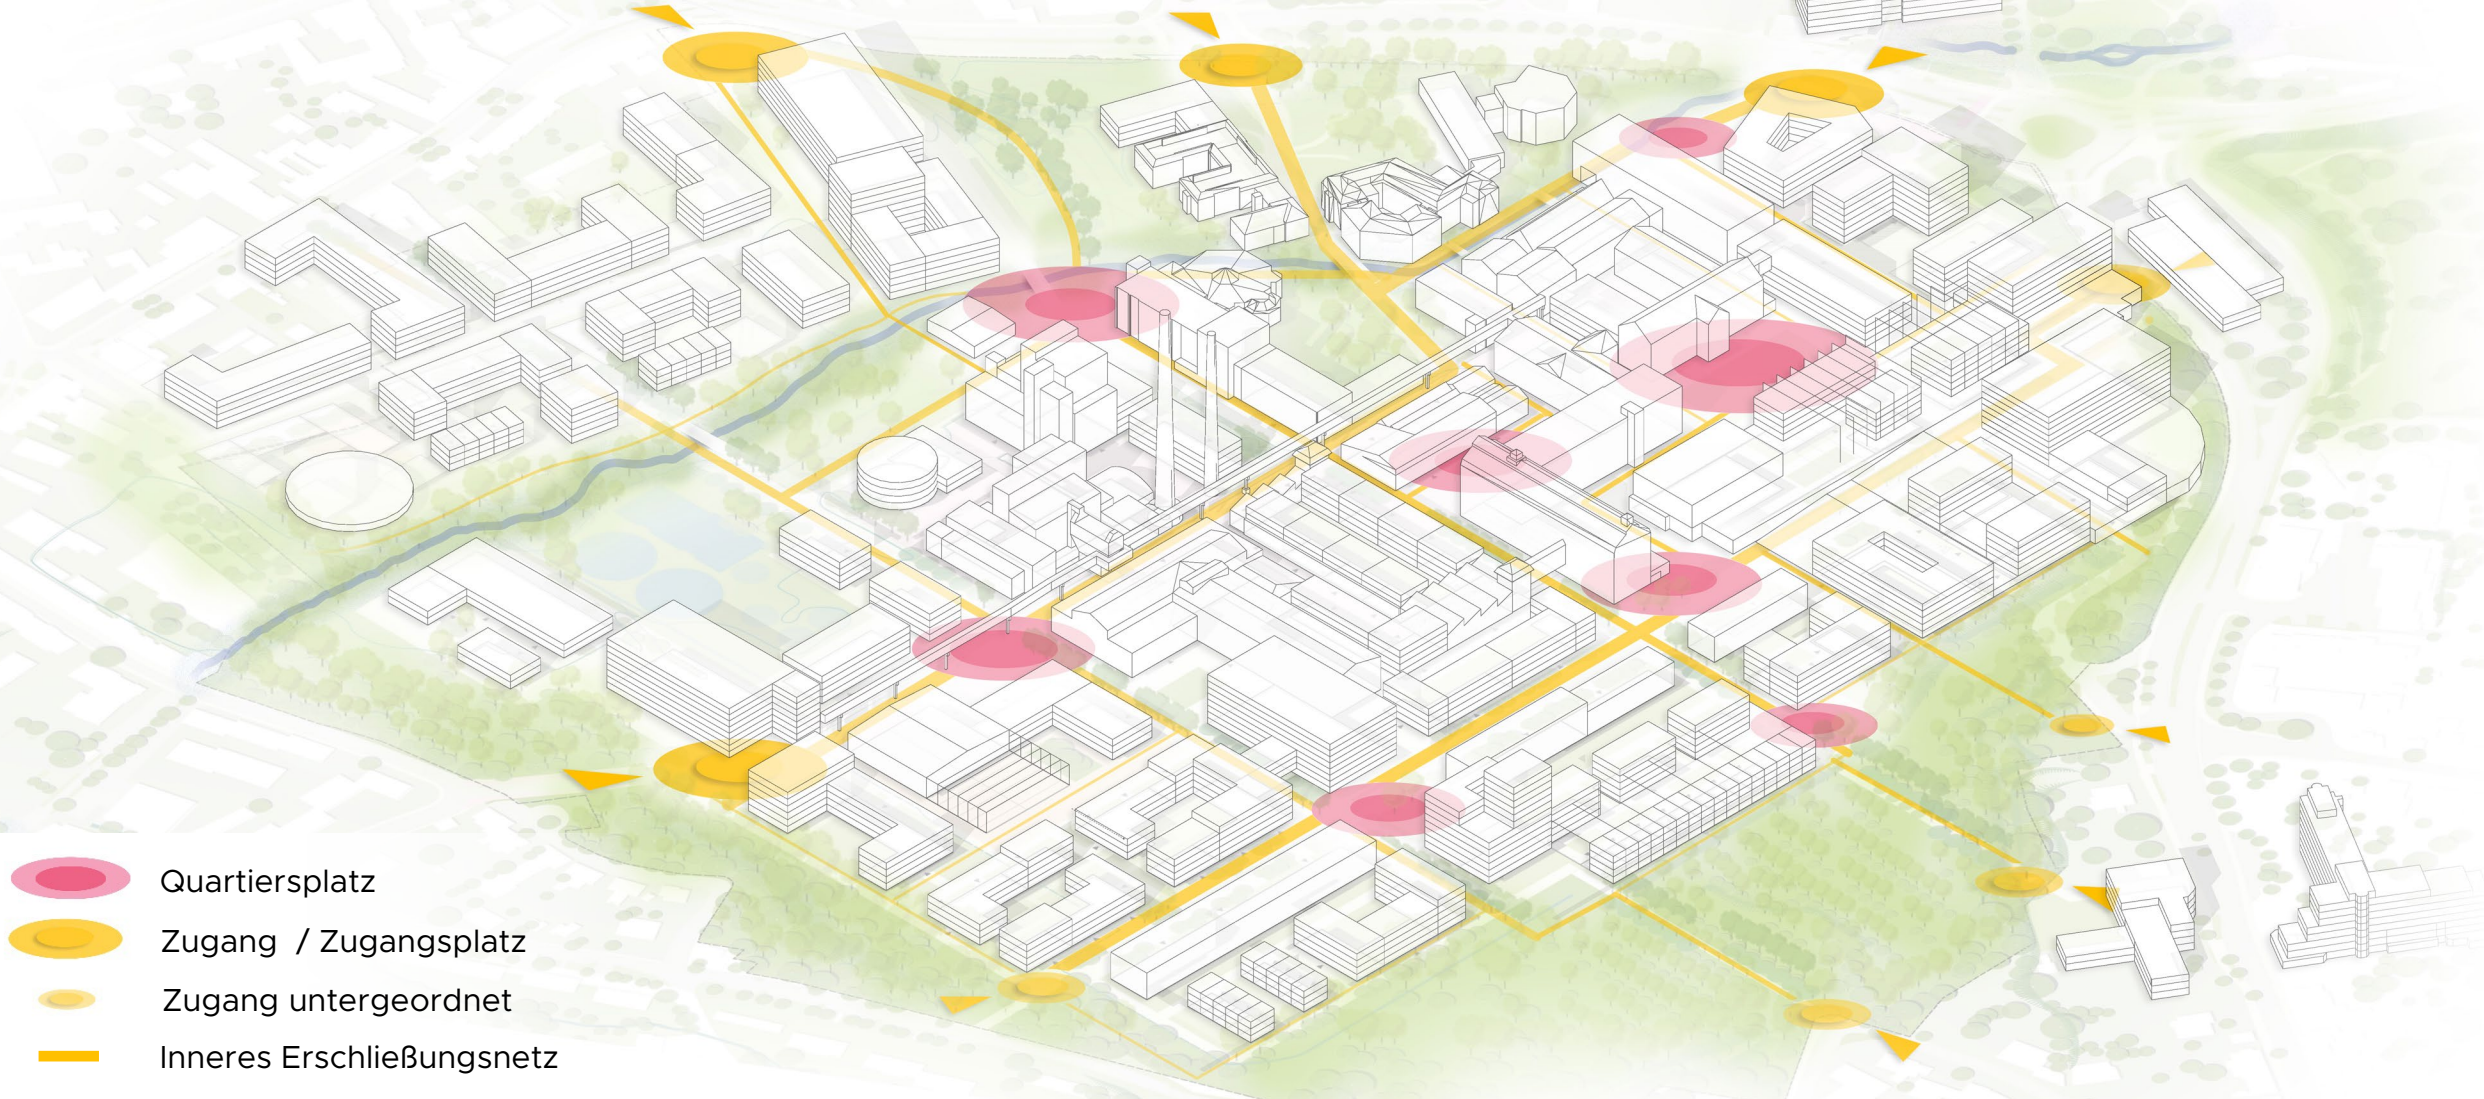 Quartiersplatz
Zugang / Zugangsplatz
Zugang untergeordnet
Inneres Erschließungsnetz